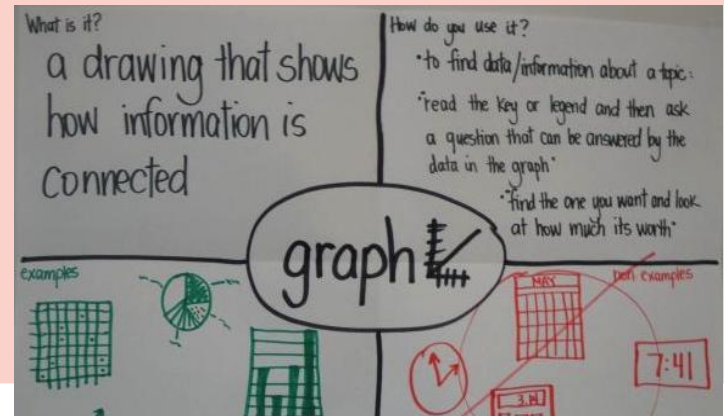 What is it?
a drawing that shows
how information is
connected
How do you use it?
•to find data/information about a topic:
"read the key or legend and then ask
a question that can be answered by the
data in the graph"
•"find the one you want and look
at how much its worth"
graph
examples
non examples
MAY
7:41